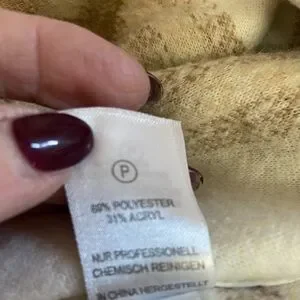 P
69% POLYESTER
31% ACRYL
NUR PROFESSIONELL
CHEMISCH REINIGEN
IN CHINA HERGESTELLT